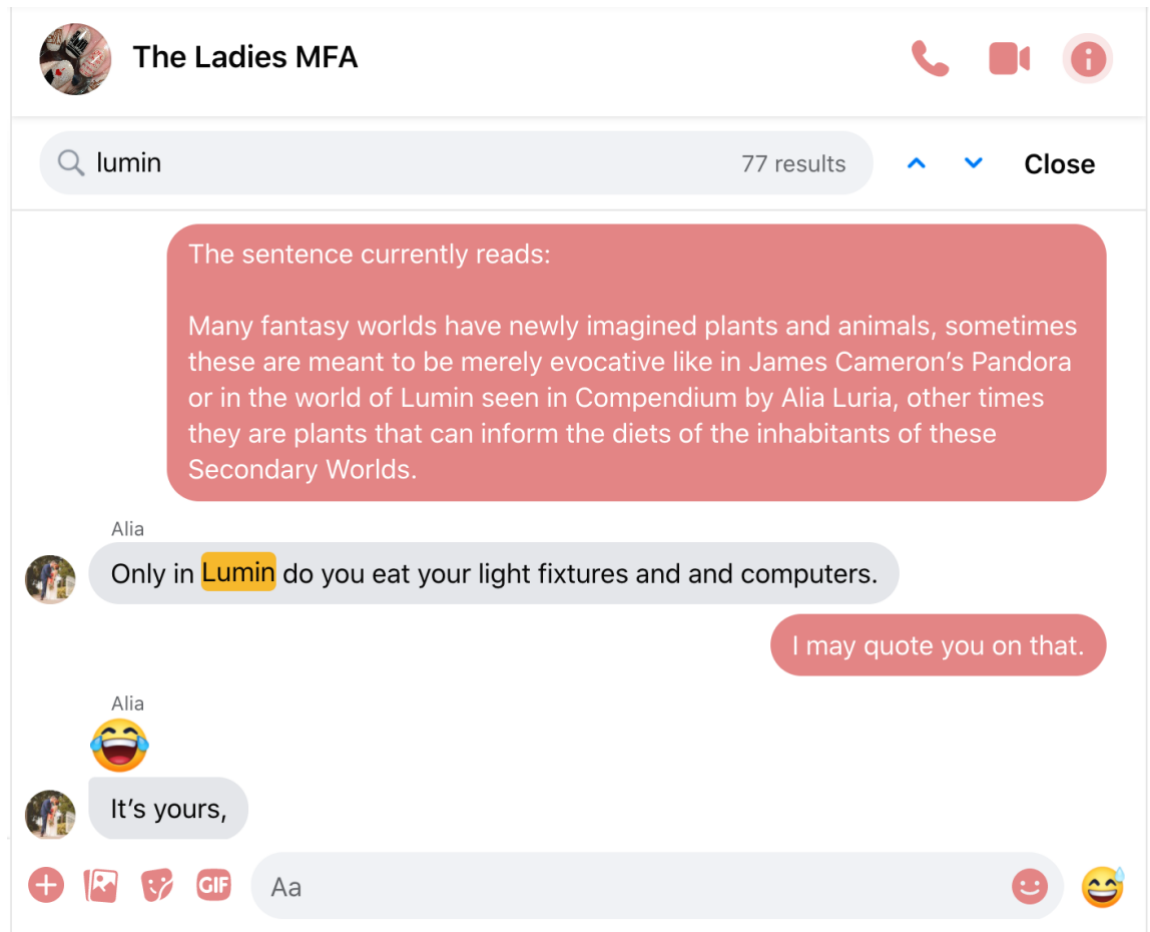 The Ladies MFA
lumin
77 results
Close
The sentence currently reads:
Many fantasy worlds have newly imagined plants and animals, sometimes
these are meant to be merely evocative like in James Cameron’s Pandora
or in the world of Lumin seen in Compendium by Alia Luria, other times
they are plants that can inform the diets of the inhabitants of these
Secondary Worlds.
Alia
Only in Lumin do you eat your light fixtures and and computers.
I may quote you on that.
Alia
It’s yours,
GIF
Aa